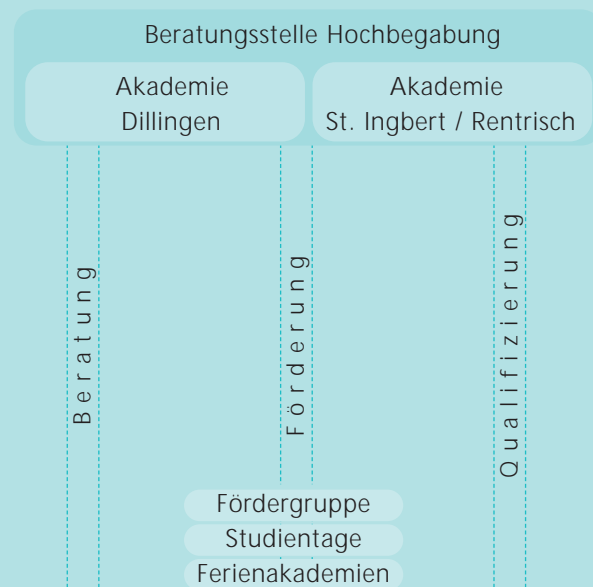 Beratungsstelle Hochbegabung
Akademie
Dillingen
Akademie
St. Ingbert / Rentrisch
Beratung
Förderung
Qualifizierung
Fördergruppe
Studientage
Ferienakademien